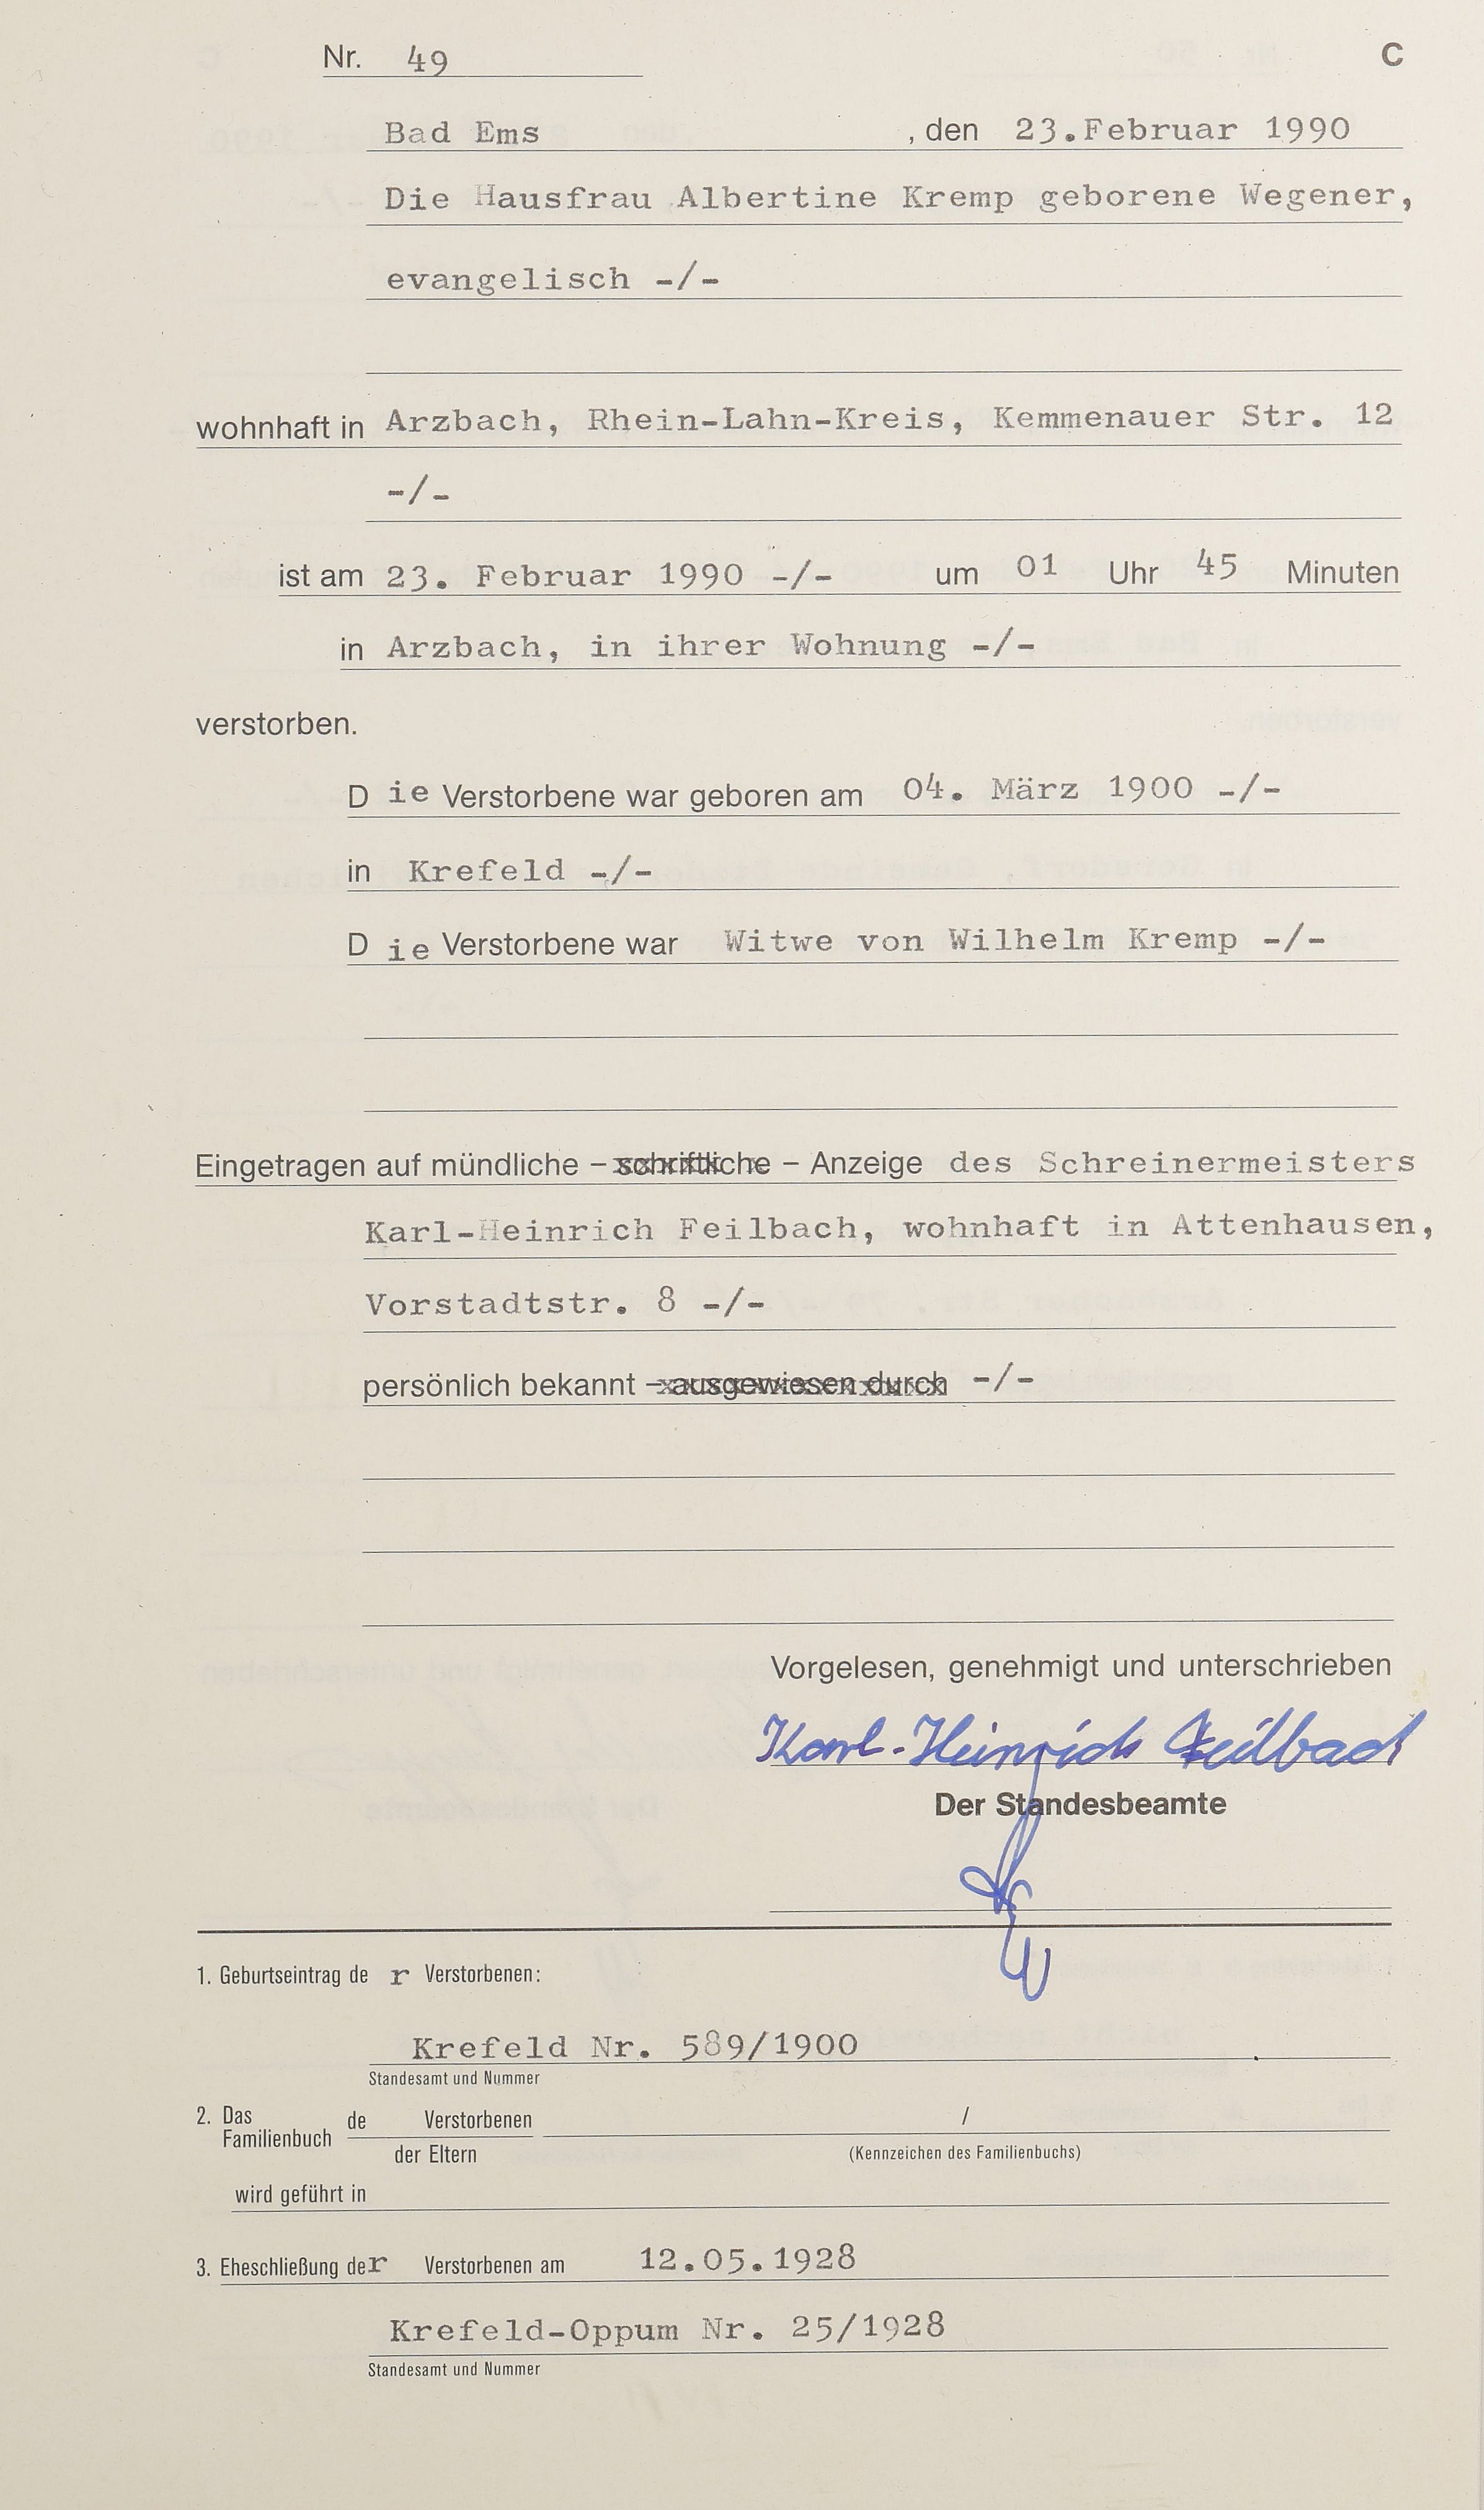 Nr. 49 C
Bad Ems , den 23.Februar 1990
Die Hausfrau Albertine Kremp geborene Wegener,
evangelisch -/-
wohnhaft in Arzbach, Rhein-Lahn-Kreis, Kemmenauer Str. 12
-/-
ist am 23. Februar 1990 -/- um 01 Uhr 45 Minuten
in Arzbach, in ihrer Wohnung -/-
verstorben.
D ie Verstorbene war geboren am 04. März 1900 -/-
in Krefeld -/-
D ie Verstorbene war Witwe von Wilhelm Kremp -/-
Eingetragen auf mündliche – schriftliche – Anzeige des Schreinermeisters
Karl-Heinrich Feilbach, wohnhaft in Attenhausen,
Vorstadtstr. 8 -/-
persönlich bekannt – ausgewiesen durch -/-
Vorgelesen, genehmigt und unterschrieben
Karl-Heinrich Feilbach
Der Standesbeamte
1. Geburtseintrag de r Verstorbenen:
Krefeld Nr. 589/1900
Standesamt und Nummer
2. Das Familienbuch de Verstorbenen /
der Eltern (Kennzeichen des Familienbuchs)
wird geführt in
3. Eheschließung der Verstorbenen am 12.05.1928
Krefeld-Oppum Nr. 25/1928
Standesamt und Nummer